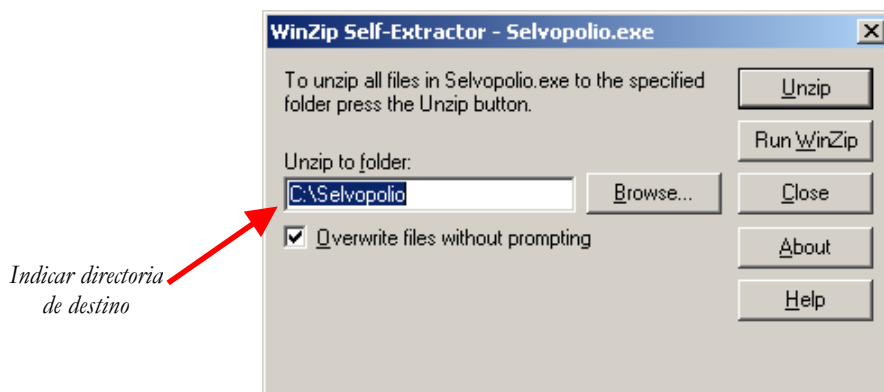 WinZip Self-Extractor - Selvopolio.exe
To unzip all files in Selvopolio.exe to the specified
folder press the Unzip button.
Unzip to folder:
C:\Selvopolio
Browse...
Overwrite files without prompting
Unzip
Run WinZip
Close
About
Help
Indicar directoria
de destino